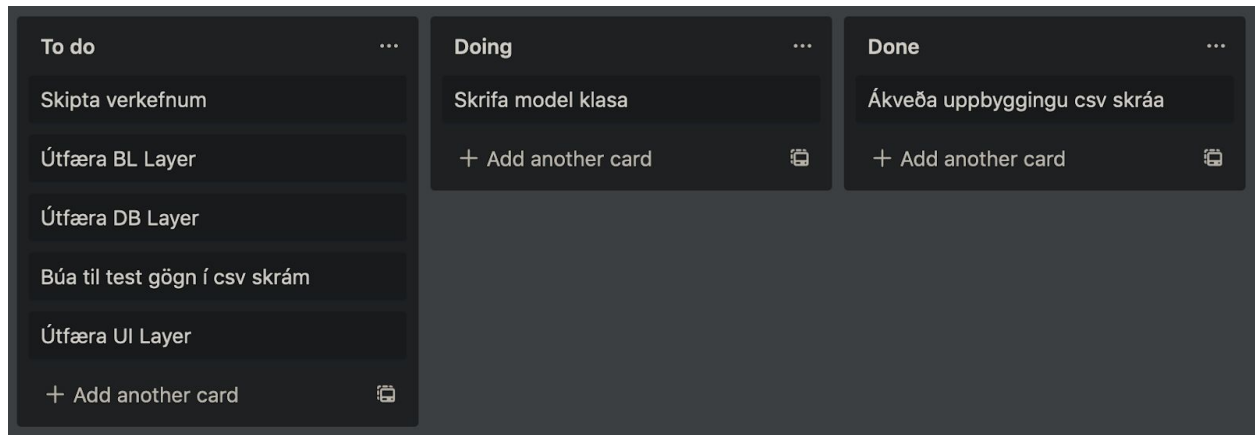 To do
Skipta verkefnum
Útfæra BL Layer
Útfæra DB Layer
Búa til test gögn í csv skrám
Útfæra UI Layer
+ Add another card
Doing
Skrifa model klasa
+ Add another card
Done
Ákveða uppbyggingu csv skráa
+ Add another card